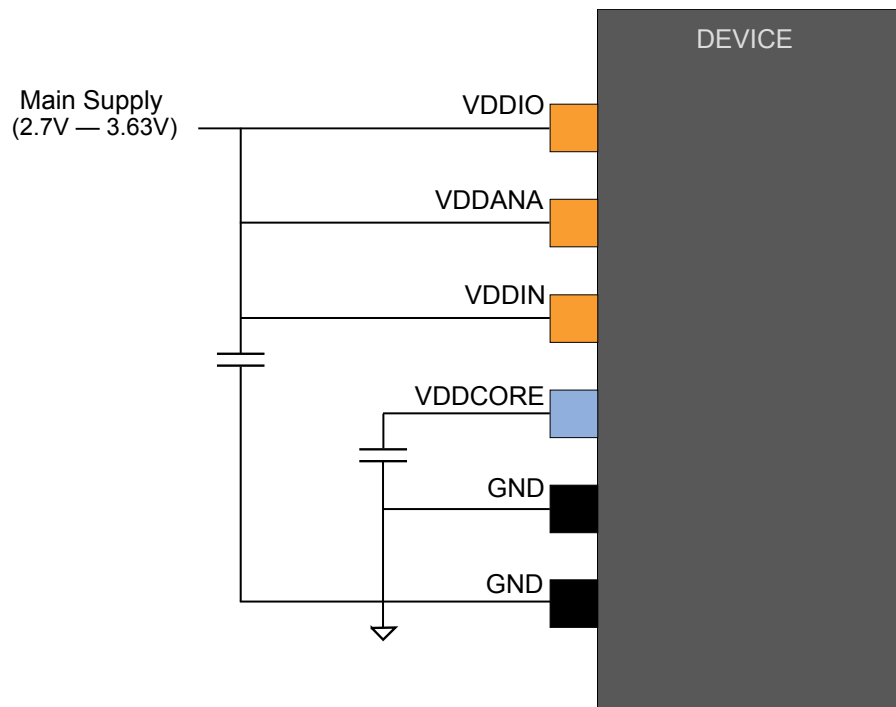 DEVICE
VDDIO
Main Supply
(2.7V — 3.63V)
VDDANA
VDDIN
VDDCORE
GND
GND